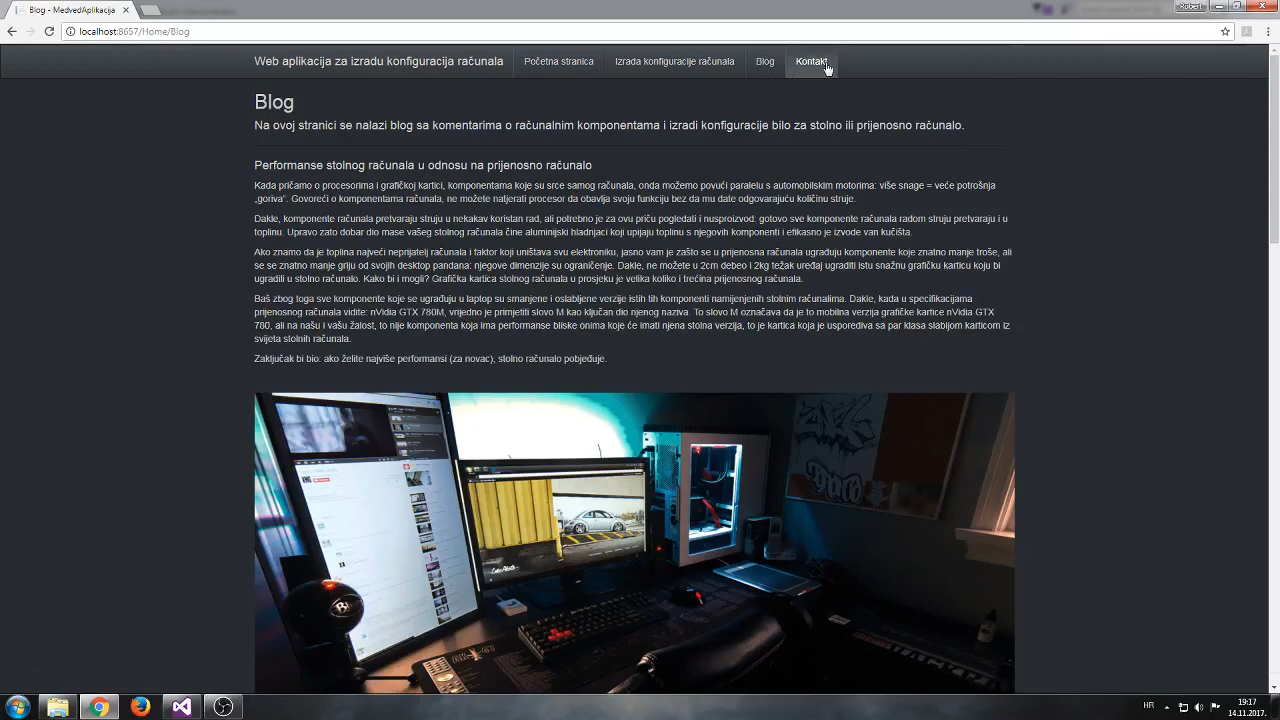 Blog - MedvedAplikacija
Robert
localhost:8657/Home/Blog
Web aplikacija za izradu konfiguracija računala
Početna stranica
Izrada konfiguracije računala
Blog
Kontakt
Blog
Na ovoj stranici se nalazi blog sa komentarima o računalnim komponentama i izradi konfiguracije bilo za stolno ili prijenosno računalo.
Performanse stolnog računala u odnosu na prijenosno računalo
Kada pričamo o procesorima i grafičkoj kartici, komponentama koje su srce samog računala, onda možemo povući paralelu s automobilskim motorima: više snage = veće potrošnja
„goriva”. Govoreći o komponentama računala, ne možete natjerati procesor da obavlja svoju funkciju bez da mu date odgovarajuću količinu struje.
Dakle, komponente računala pretvaraju struju u nekakav koristan rad, ali potrebno je za ovu priču pogledati i nusproizvod: gotovo sve komponente računala radom struju pretvaraju i u
toplinu. Upravo zato dobar dio mase vašeg stolnog računala čine aluminijski hladnjaci koji upijaju toplinu s njegovih komponenti i efikasno je izvode van kučišta.
Ako znamo da je toplina najveći neprijatelj računala i faktor koji uništava svu elektroniku, jasno vam je zašto se u prijenosna računala ugrađuju komponente koje znatno manje troše, ali
se se znatno manje griju od svojih desktop pandana: njegove dimenzije su ograničenje. Dakle, ne možete u 2cm debeo i 2kg težak uređaj ugraditi istu snažnu grafičku karticu koju bi
ugradili u stolno računalo. Kako bi i mogli? Grafička kartica stolnog računala u prosjeku je velika koliko i trećina prijenosnog računala.
Baš zbog toga sve komponente koje se ugrađuju u laptop su smanjene i oslabljene verzije istih tih komponenti namijenjenih stolnim računalima. Dakle, kada u specifikacijama
prijenosnog računala vidite: nVidia GTX 780M, vrijedno je primjetiti slovo M kao ključan dio njenog naziva. To slovo M označava da je to mobilna verzija grafičke kartice nVidia GTX
780, ali na našu i vašu žalost, to nije komponenta koja ima performanse bliske onima koje će imati njena stolna verzija, to je kartica koja je usporediva sa par klasa slabijom karticom iz
svijeta stolnih računala.
Zaključak bi bio: ako želite najviše performansi (za novac), stolno računalo pobjeđuje.
HR
19:17
14.11.2017.